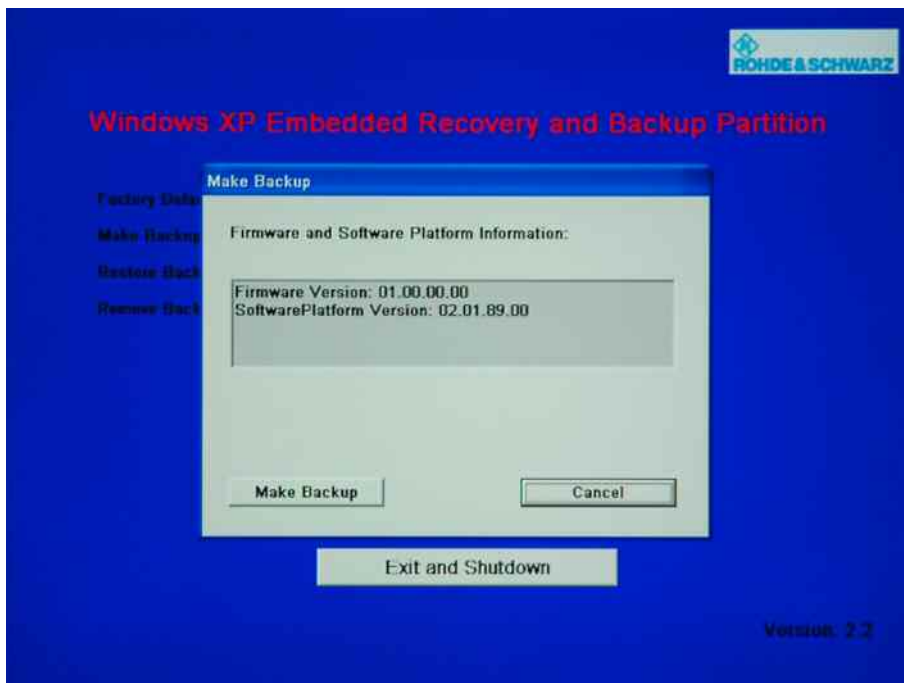 ROHDE & SCHWARZ
Windows XP Embedded Recovery and Backup Partition
Make Backup
Factory
Make Backup
Firmware and Software Platform Information:
Restore
Firmware Version: 01.00.00.00
Remove
SoftwarePlatform Version: 02.01.89.00
Make Backup
Cancel
Exit and Shutdown
Version: 2.2